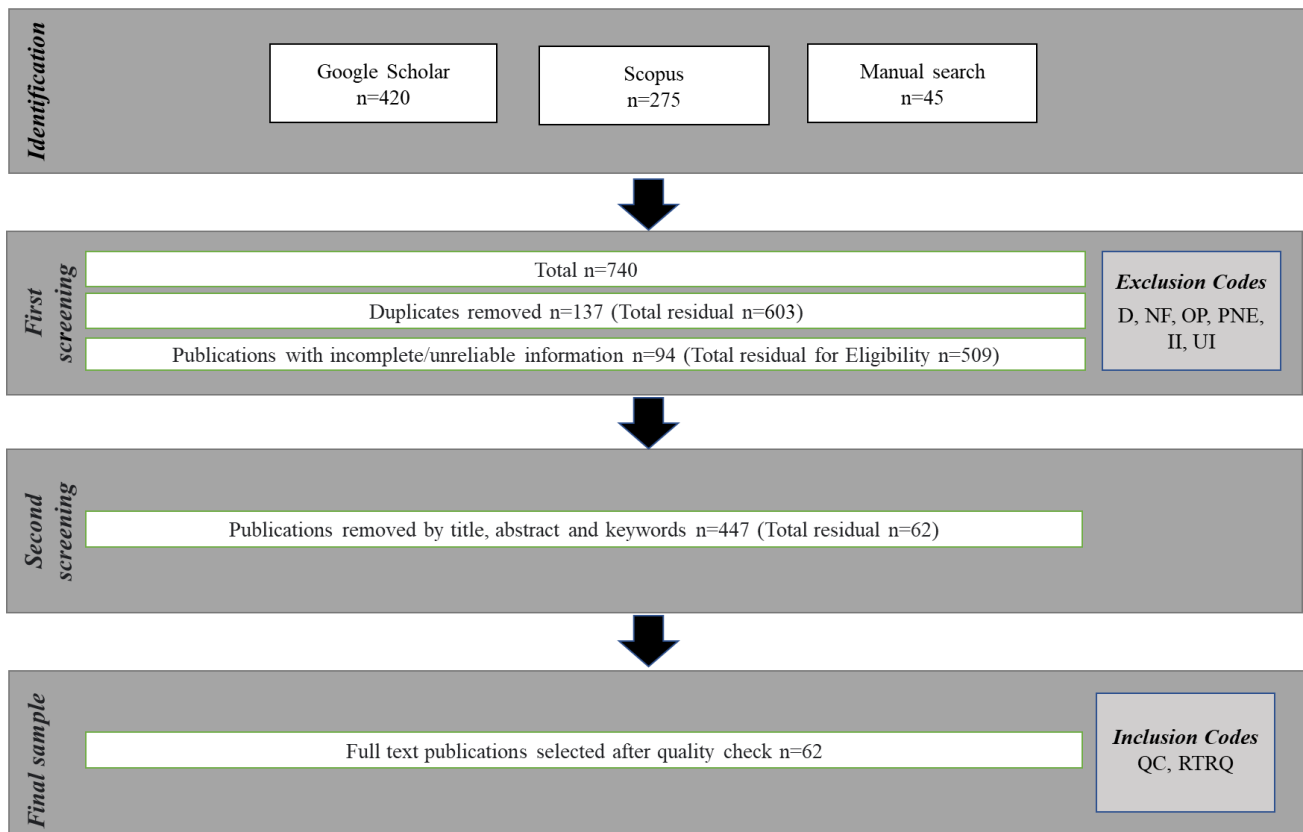 Identification
Google Scholar
n=420
Scopus
n=275
Manual search
n=45
First
screening
Total n=740
Duplicates removed n=137 (Total residual n=603)
Publications with incomplete/unreliable information n=94 (Total residual for Eligibility n=509)
Exclusion Codes
D, NF, OP, PNE,
II, UI
Second
screening
Publications removed by title, abstract and keywords n=447 (Total residual n=62)
Final sample
Full text publications selected after quality check n=62
Inclusion Codes
QC, RTRQ